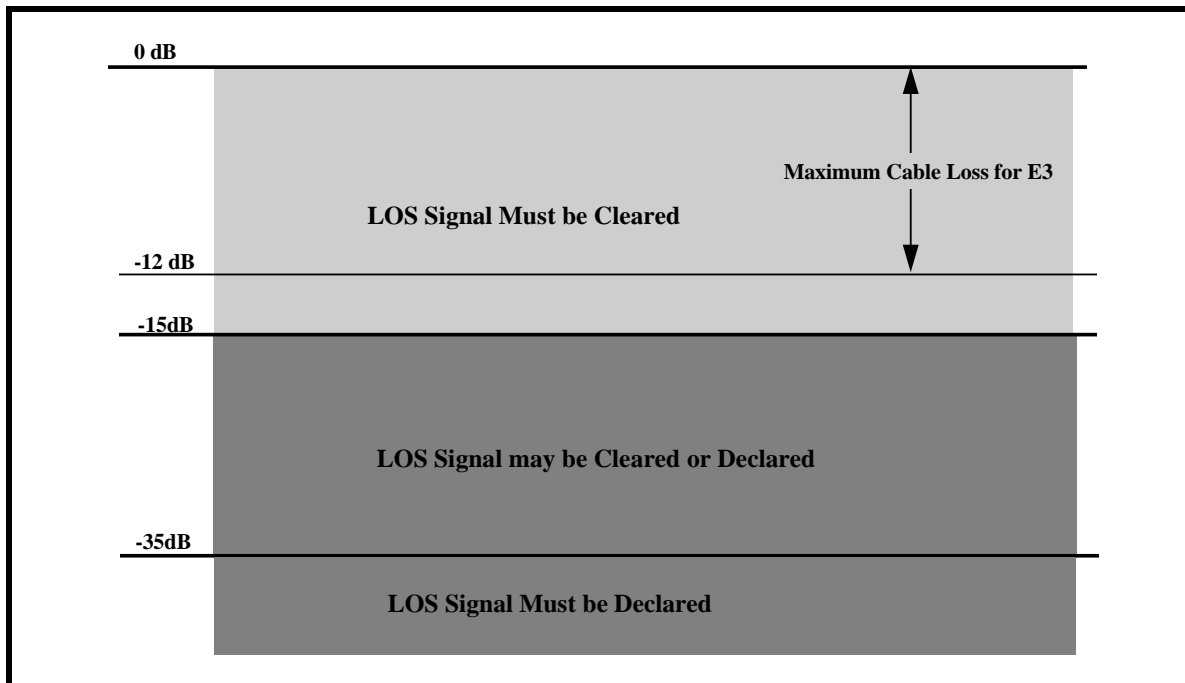 0 dB
Maximum Cable Loss for E3
LOS Signal Must be Cleared
-12 dB
-15dB
LOS Signal may be Cleared or Declared
-35dB
LOS Signal Must be Declared